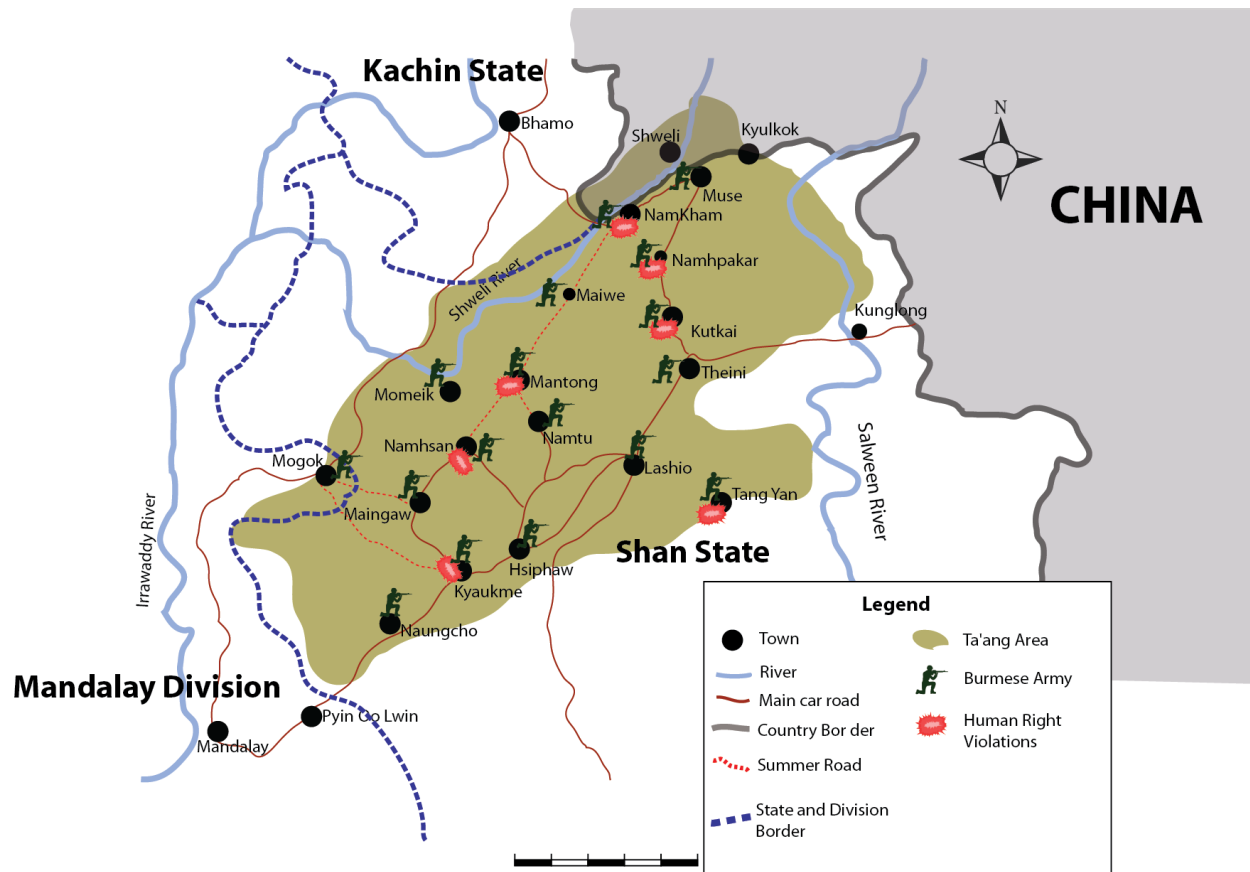 Kachin State
Bhamo
Shweli
Kyulkok
N
CHINA
Muse
NamKham
Namhpakar
Shweli River
Maiwe
Kunglong
Kutkai
Theini
Mantong
Momeik
Namtu
Namhsan
Mogok
Lashio
Salween River
Tang Yan
Maingaw
Irrawaddy River
Hsiphaw
Shan State
Kyaukme
Naungcho
Mandalay Division
Pyin Oo Lwin
Mandalay
Legend
Town
River
Main car road
Country Bor der
Summer Road
State and Division
Border
Ta'ang Area
Burmese Army
Human Right
Violations